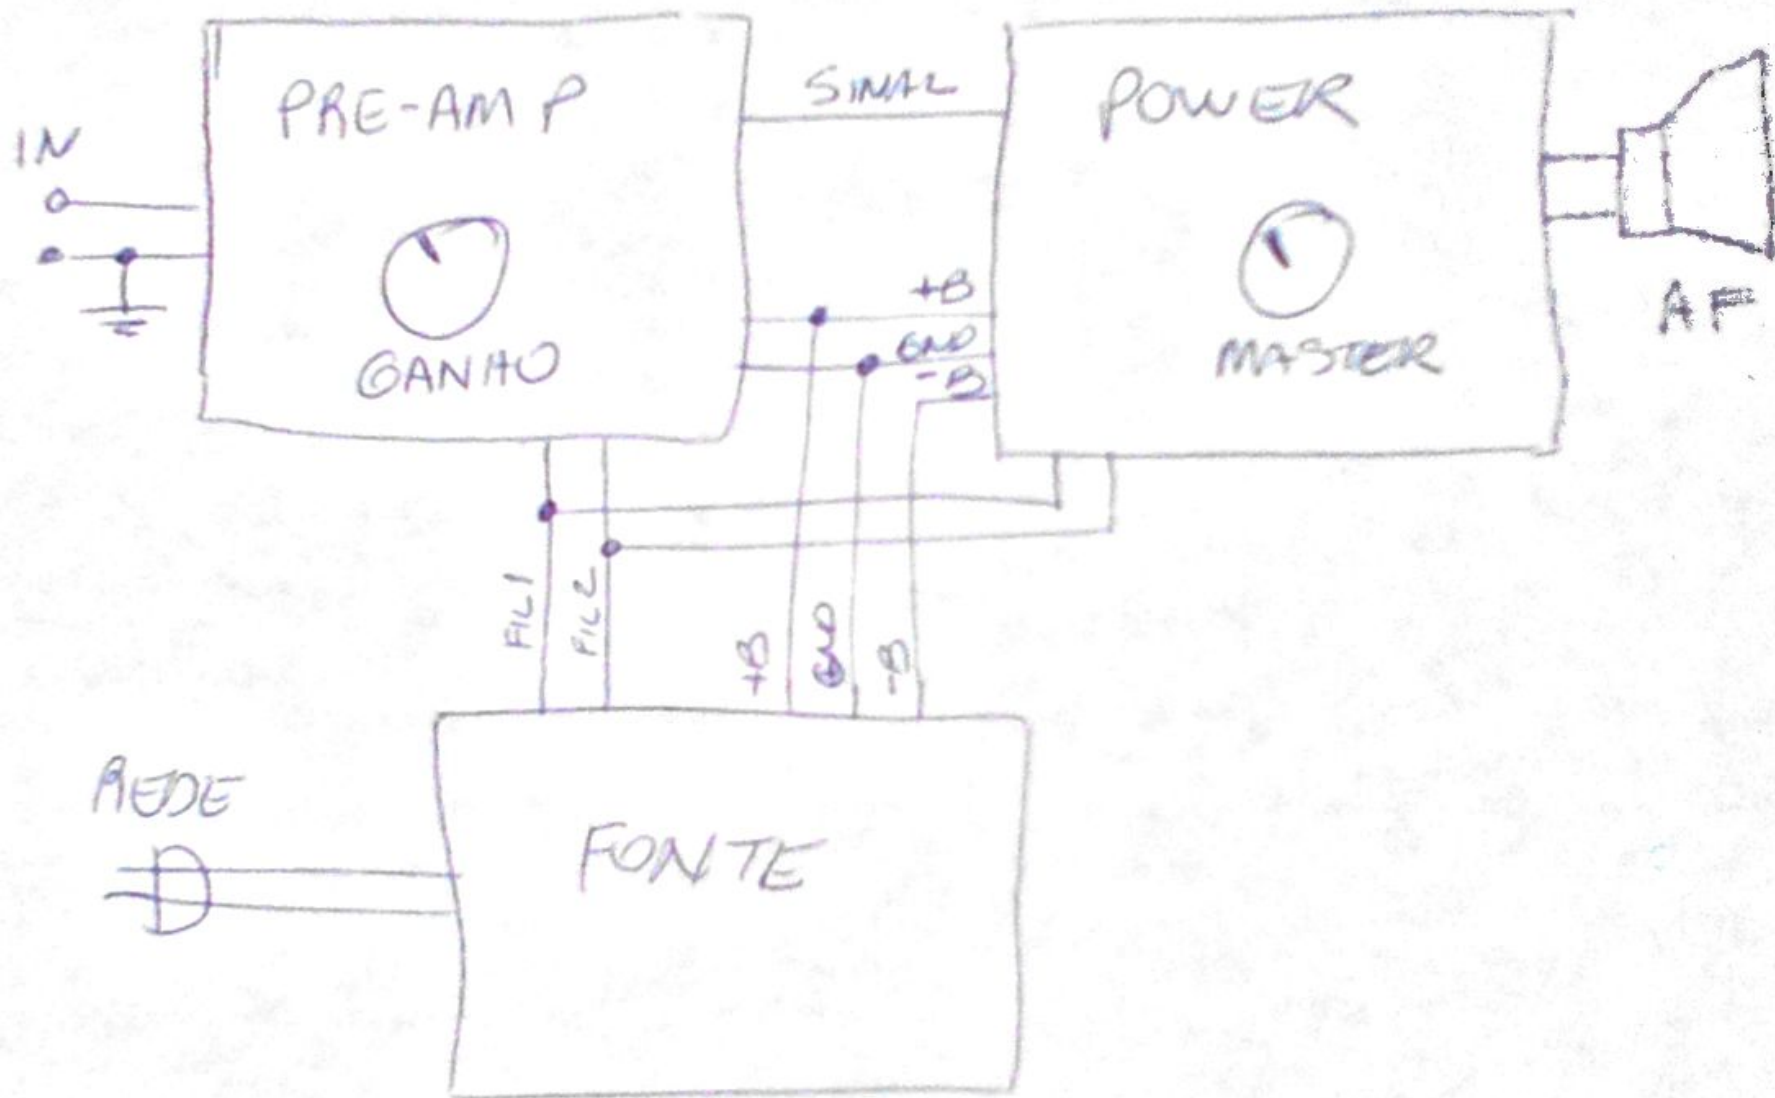 IN
PRE-AMP
GANHO
SINAL
POWER
MASTER
AF
+B
GND
-B
FIL1
FIL2
+B
GND
-B
REDE
FONTE